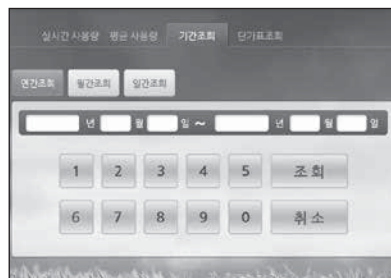 실시간 사용량 평균 사용량 기간조회 단가표조회
연간조회 월간조회 일간조회
년 월 일 ~ 년 월 일
1 2 3 4 5 조회
6 7 8 9 0 취소